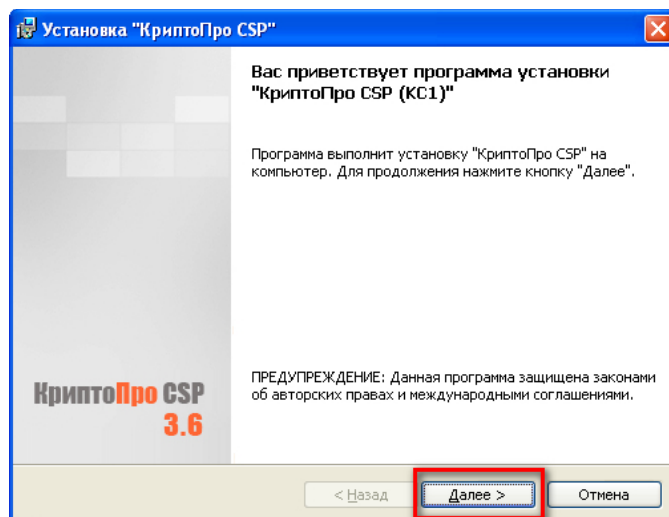 Установка "КриптоПро CSP"
Вас приветствует программа установки
"КриптоПро CSP (КС1)"
Программа выполнит установку "КриптоПро CSP" на
компьютер. Для продолжения нажмите кнопку "Далее".
КриптоПро CSP
3.6
ПРЕДУПРЕЖДЕНИЕ: Данная программа защищена законами
об авторских правах и международными соглашениями.
< Назад
Далее >
Отмена